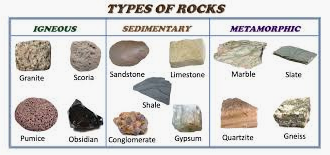 TYPES OF ROCKS
IGNEOUS SEDIMENTARY METAMORPHIC
Granite Scoria Sandstone Limestone Marble Slate
Shale
Pumice Obsidian Conglomerate Gypsum Quartzite Gneiss